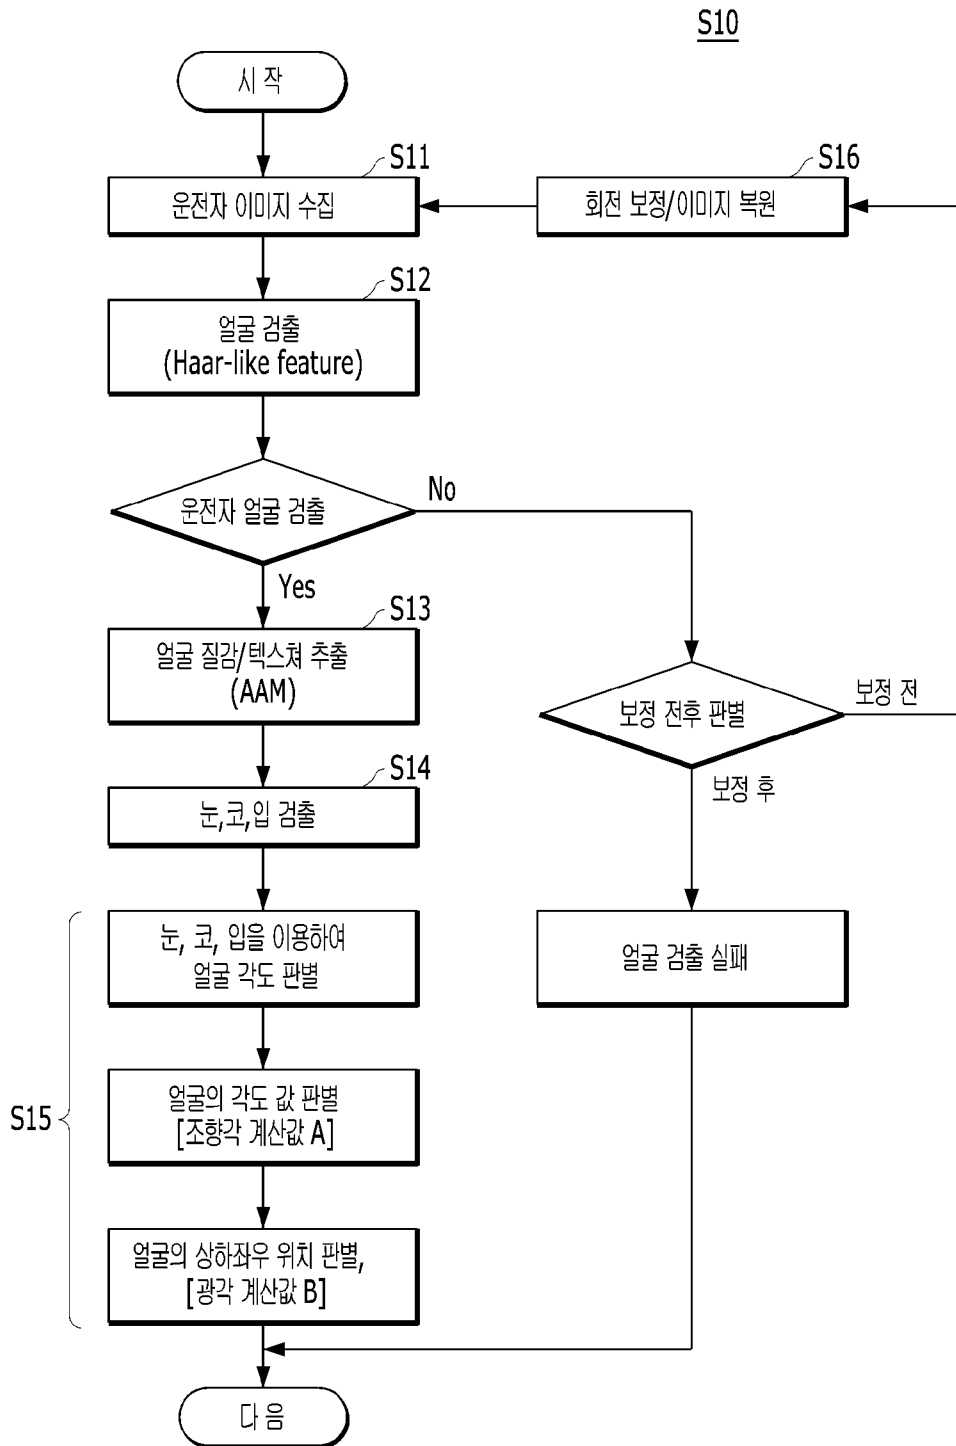 S10
시 작
S11
운전자 이미지 수집
S16
회전 보정/이미지 복원
S12
얼굴 검출
(Haar-like feature)
운전자 얼굴 검출
No
Yes
S13
얼굴 질감/텍스쳐 추출
(AAM)
보정 전후 판별
보정 전
보정 후
S14
눈,코,입 검출
눈, 코, 입을 이용하여
얼굴 각도 판별
얼굴 검출 실패
S15
얼굴의 각도 값 판별
[조향각 계산값 A]
얼굴의 상하좌우 위치 판별,
[광각 계산값 B]
다 음